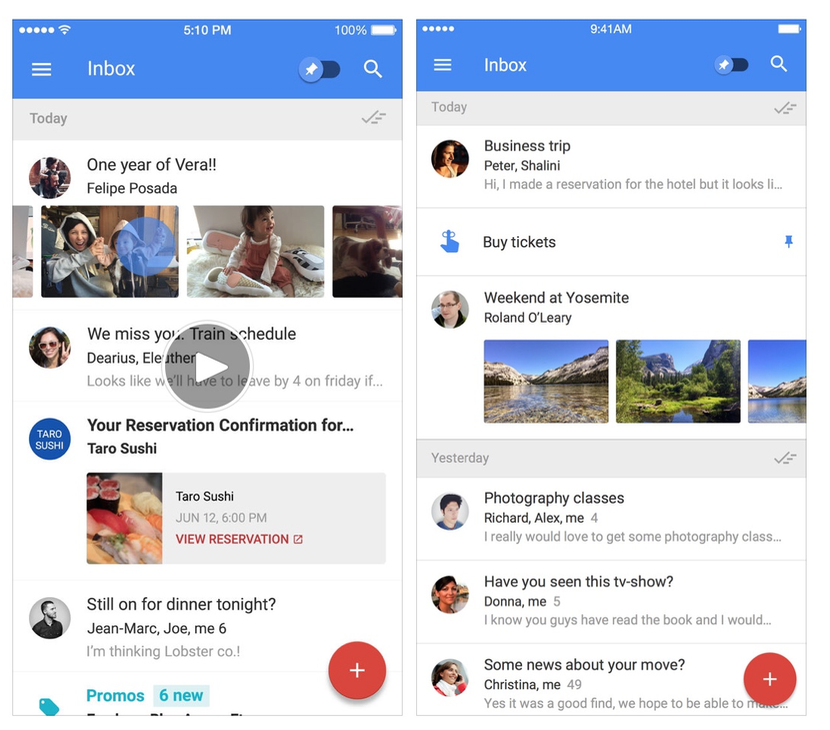 5:10 PM
100%
Inbox
Today
One year of Vera!!
Felipe Posada
We miss you. Train schedule
Dearius, Eleuther
Looks like we'll have to leave by 4 on friday if...
TARO
SUSHI
Your Reservation Confirmation for...
Taro Sushi
Taro Sushi
JUN 12, 6:00 PM
VIEW RESERVATION
Still on for dinner tonight?
Jean-Marc, Joe, me 6
I'm thinking Lobster co.!
Promos 6 new
9:41AM
Inbox
Today
Business trip
Peter, Shalini
Hi, I made a reservation for the hotel but it looks li...
Buy tickets
Weekend at Yosemite
Roland O'Leary
Yesterday
Photography classes
Richard, Alex, me 4
I really would love to get some photography class...
Have you seen this tv-show?
Donna, me 5
I know you guys have read the book and I would...
Some news about your move?
Christina, me 49
Yes it was a good find, we hope to be able to make...